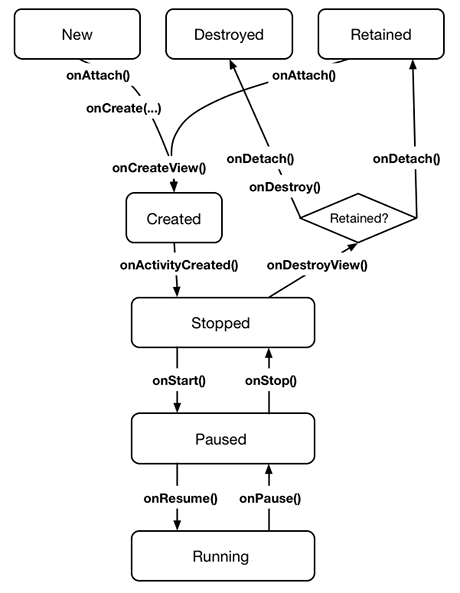 New
Destroyed
Retained
onAttach()
onAttach()
onCreate(...)
onDetach()
onDetach()
onCreateView()
onDestroy()
Created
Retained?
onActivityCreated()
onDestroyView()
Stopped
onStart()
onStop()
Paused
onResume()
onPause()
Running